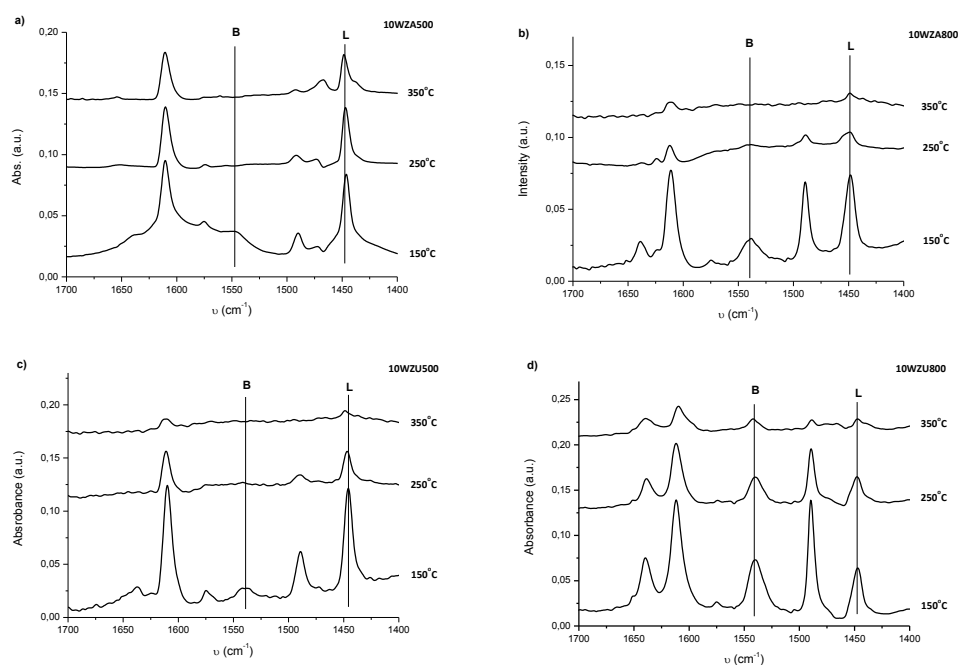 a)
10WZA500
0,20
B
L
350°C
0,15
250°C
0,10
Abs. (a.u.)
0,05
150°C
0,00
1700 1650 1600 1550 1500 1450 1400
υ (cm-1)
b)
10WZA800
B
L
0,15
350°C
0,10
250°C
Intensity (a.u.)
0,05
150°C
0,00
1700 1650 1600 1550 1500 1450 1400
υ (cm-1)
c)
10WZU500
B
L
0,20
350°C
0,15
250°C
Absrobance (a.u.)
0,10
0,05
150°C
0,00
1700 1650 1600 1550 1500 1450 1400
υ (cm-1)
d)
10WZU800
B
L
0,25
350°C
0,20
0,15
250°C
Absorbance (a.u.)
0,10
0,05
150°C
0,00
1700 1650 1600 1550 1500 1450 1400
υ (cm-1)